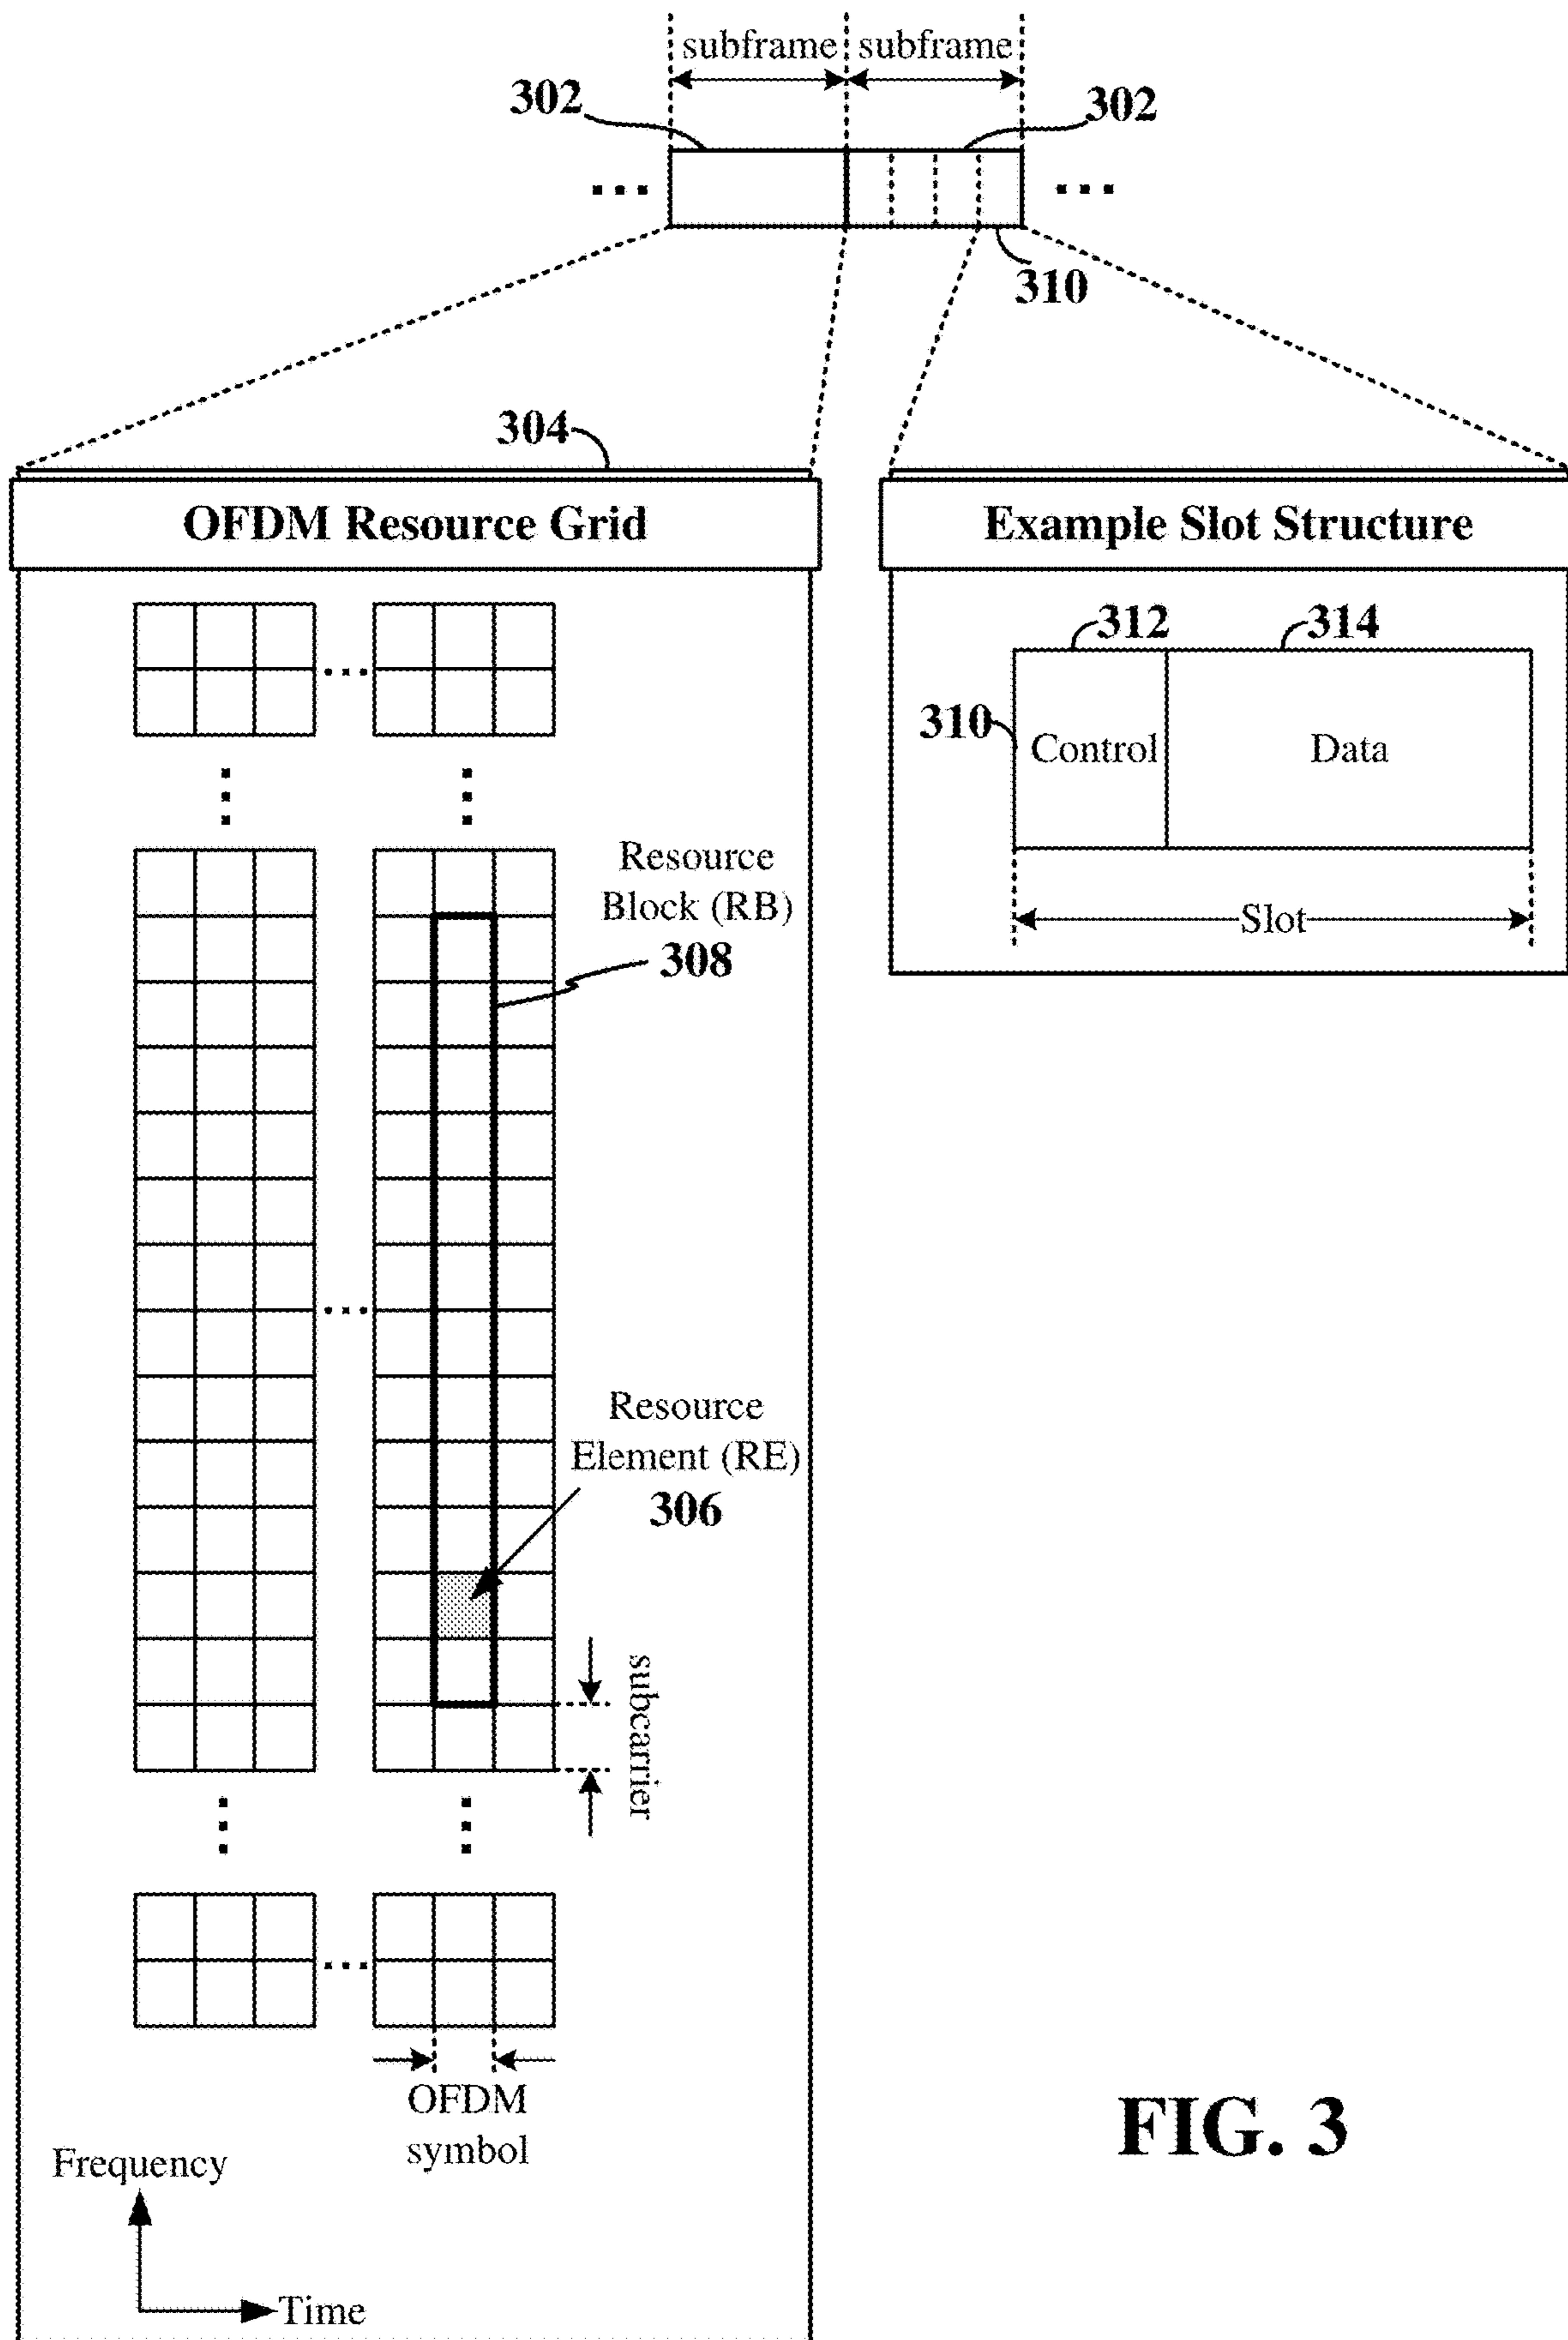 subframe subframe
302 302
310
304
OFDM Resource Grid
Example Slot Structure
312 314
310
Control Data
Slot
Resource
Block (RB)
308
Resource
Element (RE)
306
subcarrier
OFDM
symbol
Frequency
Time
FIG. 3